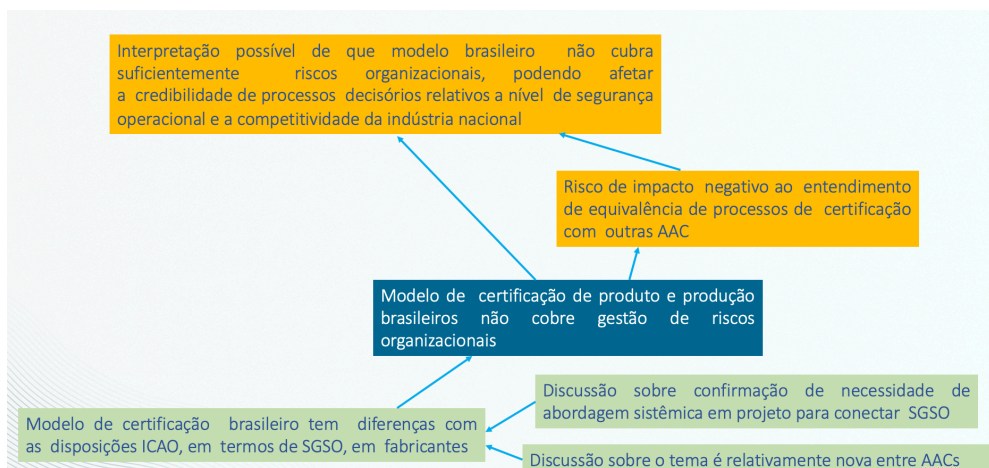 Interpretação possível de que modelo brasileiro não cubra
suficientemente riscos organizacionais, podendo afetar
a credibilidade de processos decisórios relativos a nível de segurança
operacional e a competitividade da indústria nacional
Risco de impacto negativo ao entendimento
de equivalência de processos de certificação
com outras AAC
Modelo de certificação de produto e produção
brasileiros não cobre gestão de riscos
organizacionais
Discussão sobre confirmação de necessidade de
abordagem sistêmica em projeto para conectar SGSO
Modelo de certificação brasileiro tem diferenças com
as disposições ICAO, em termos de SGSO, em fabricantes
Discussão sobre o tema é relativamente nova entre AACs